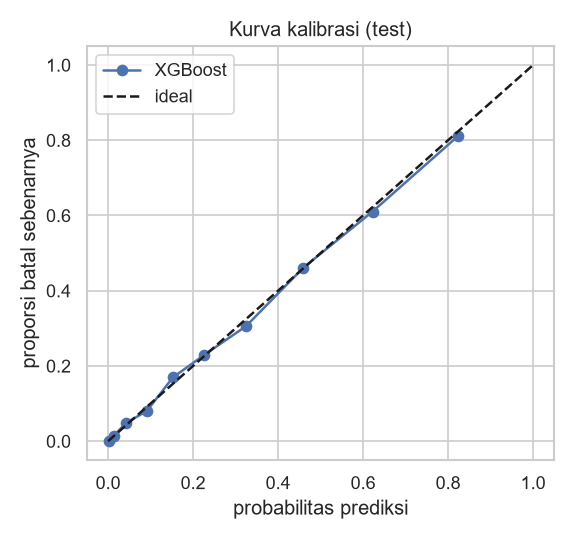 Kurva kalibrasi (test)
XGBoost
ideal
proporsi batal sebenarnya
1.0
0.8
0.6
0.4
0.2
0.0
0.0 0.2 0.4 0.6 0.8 1.0
probabilitas prediksi